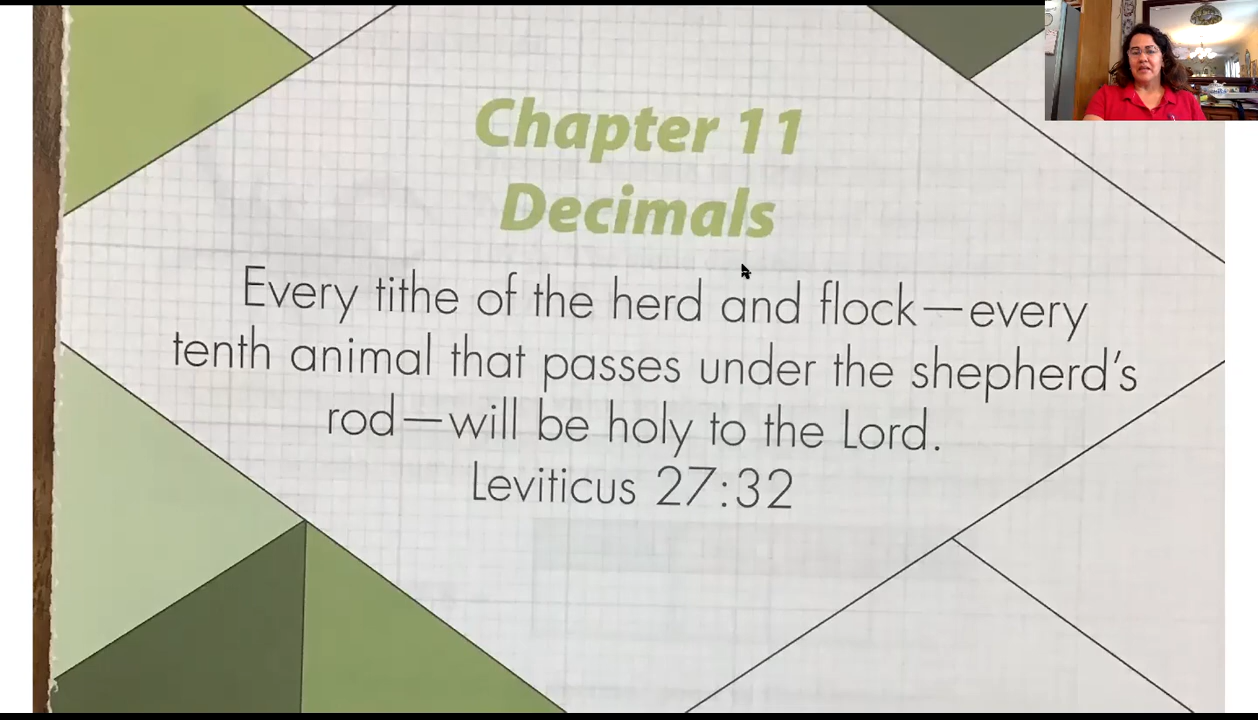 Chapter 11
Decimals
Every tithe of the herd and flock—every
tenth animal that passes under the shepherd's
rod—will be holy to the Lord.
Leviticus 27:32